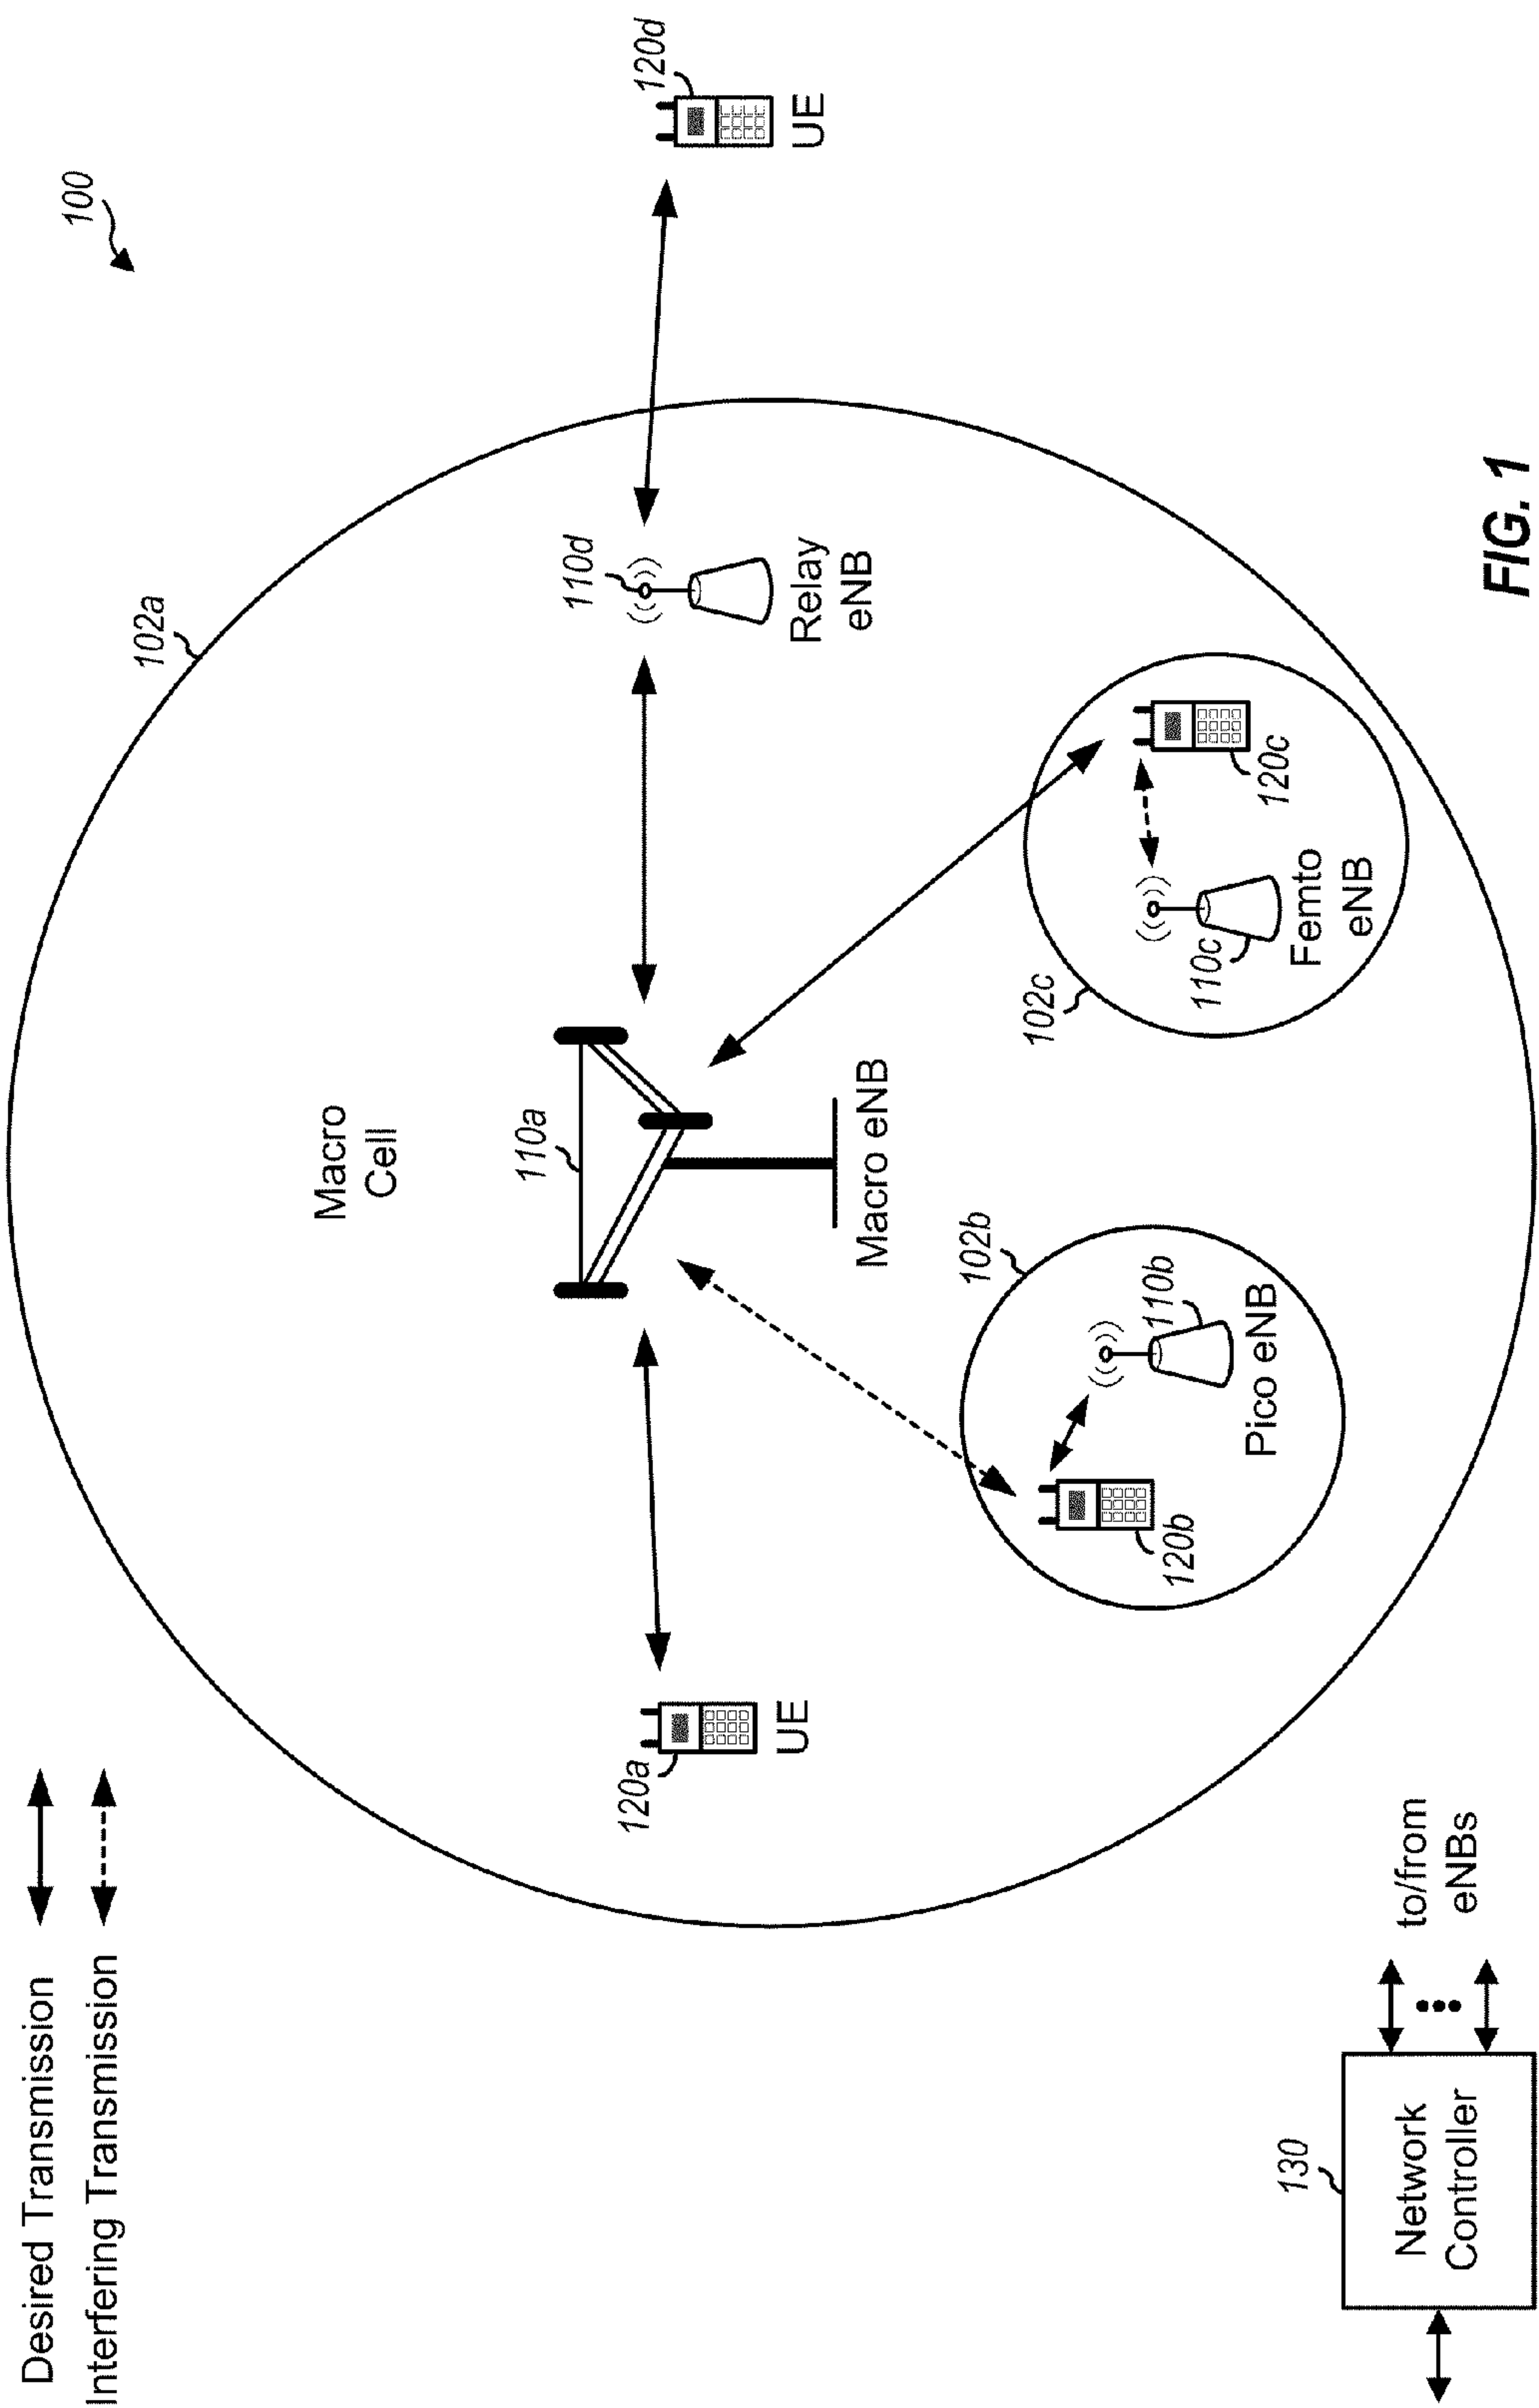 Desired Transmission
Interfering Transmission
100
102a
Macro
Cell
110a
Macro eNB
120a
UE
110d
Relay
eNB
120d
UE
102b
110b
Pico eNB
120b
102c
110c
Femto
eNB
120c
130
Network
Controller
to/from
eNBs
FIG. 1